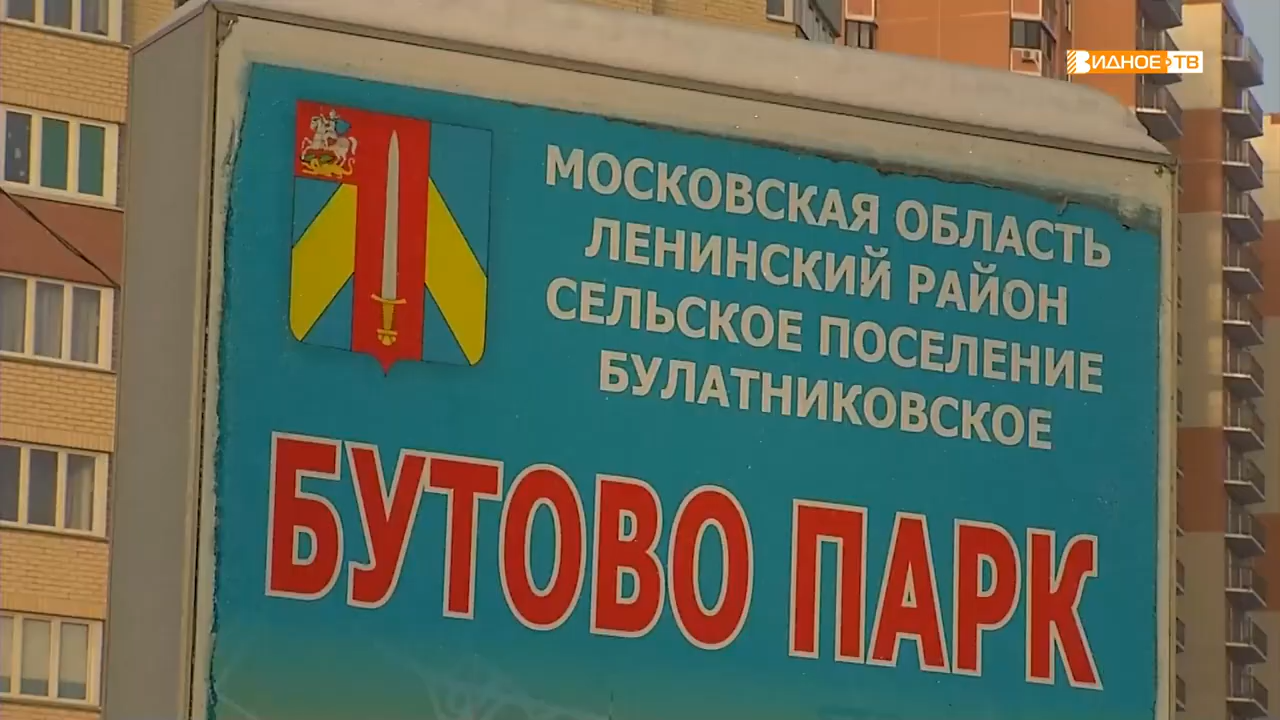 ВИДНОЕ ТВ
МОСКОВСКАЯ ОБЛАСТЬ
ЛЕНИНСКИЙ РАЙОН
СЕЛЬСКОЕ ПОСЕЛЕНИЕ
БУЛАТНИКОВСКОЕ
БУТОВО ПАРК